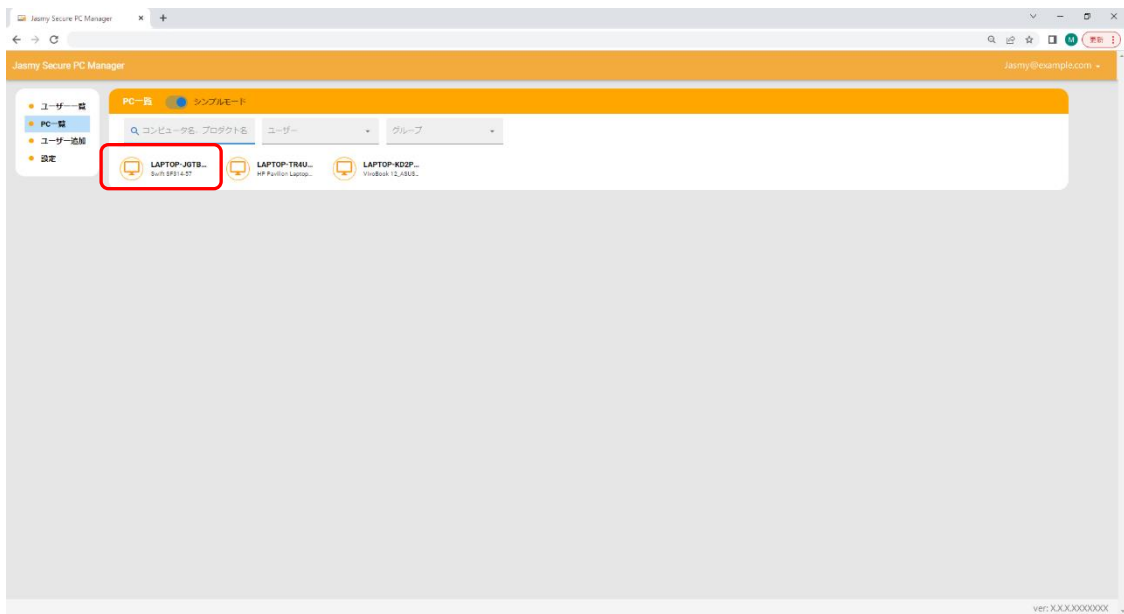 Jasmy Secure PC Manager
更新
Jasmy Secure PC Manager
Jasmy@example.com
ユーザー一覧
PC一覧
ユーザー追加
設定
PC一覧 シンプルモード
コンピュータ名、プロダクト名
ユーザー
グループ
LAPTOP-JGTB...
Swift SF314-57
LAPTOP-TR4U...
HP Pavilion Laptop...
LAPTOP-KD2P...
VivoBook 12_ASUS...
ver: X.X.X.XXXXXXX